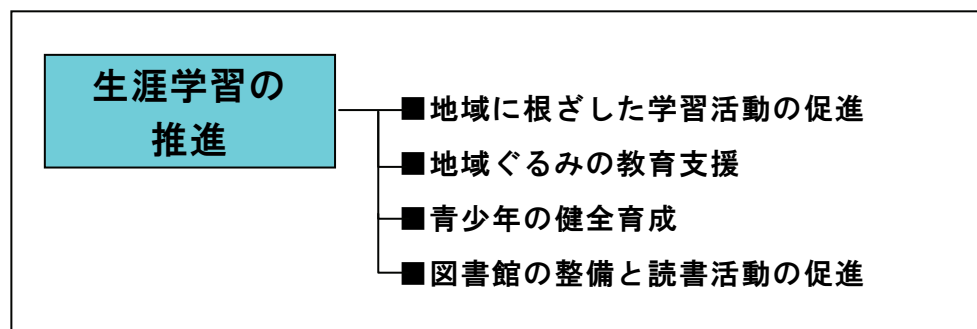 生涯学習の
推進
■地域に根ざした学習活動の促進
■地域ぐるみの教育支援
■青少年の健全育成
■図書館の整備と読書活動の促進